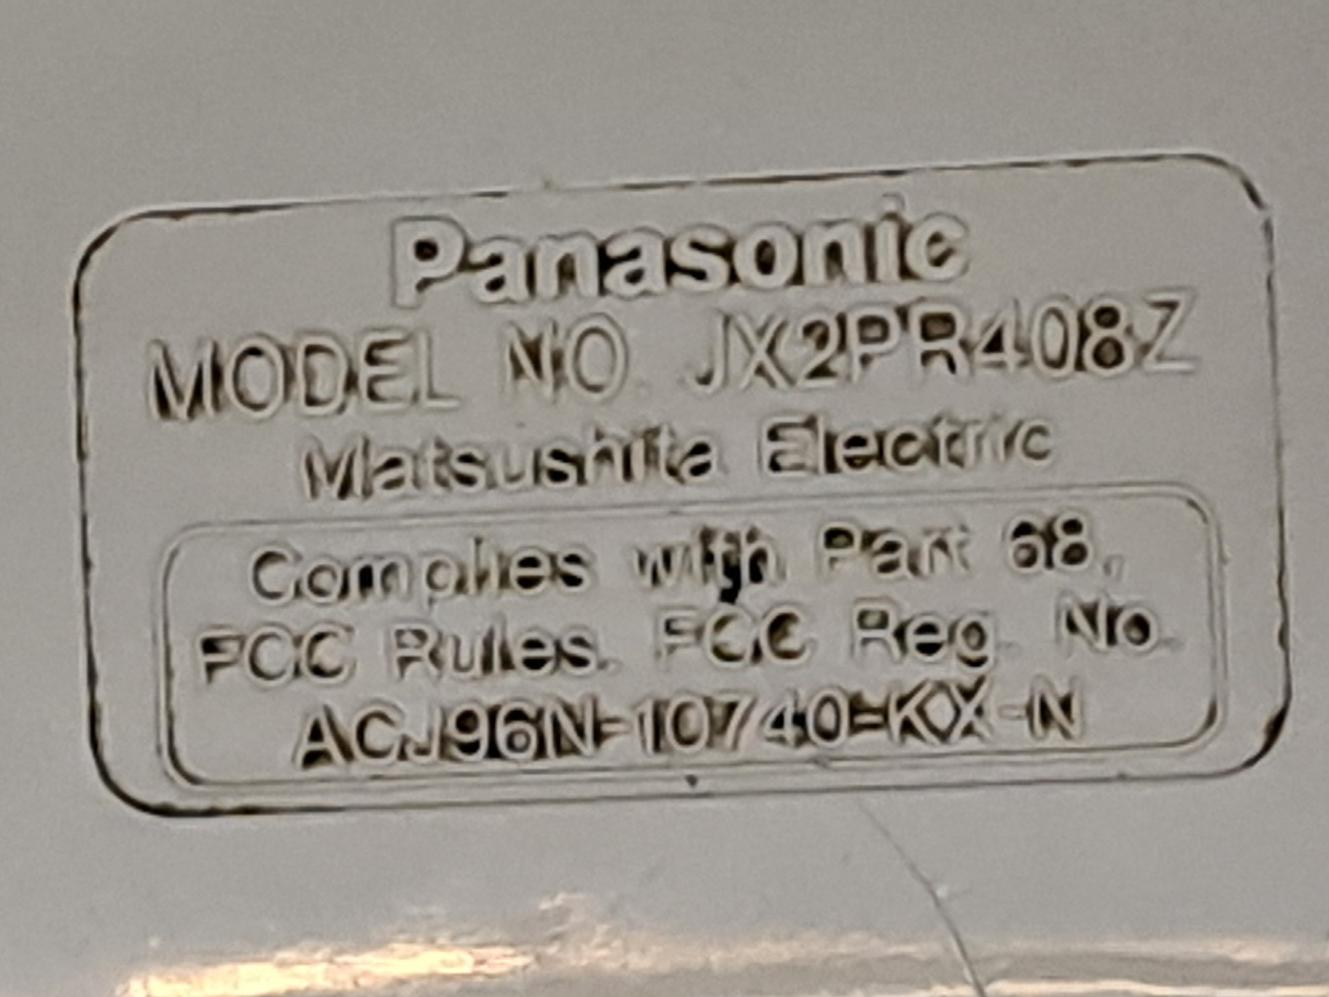 Panasonic
MODEL NO. JX2PR408Z
Matsushita Electric
Complies with Part 68,
FCC Rules. FCC Reg. No.
ACJ96N-10740-KX-N